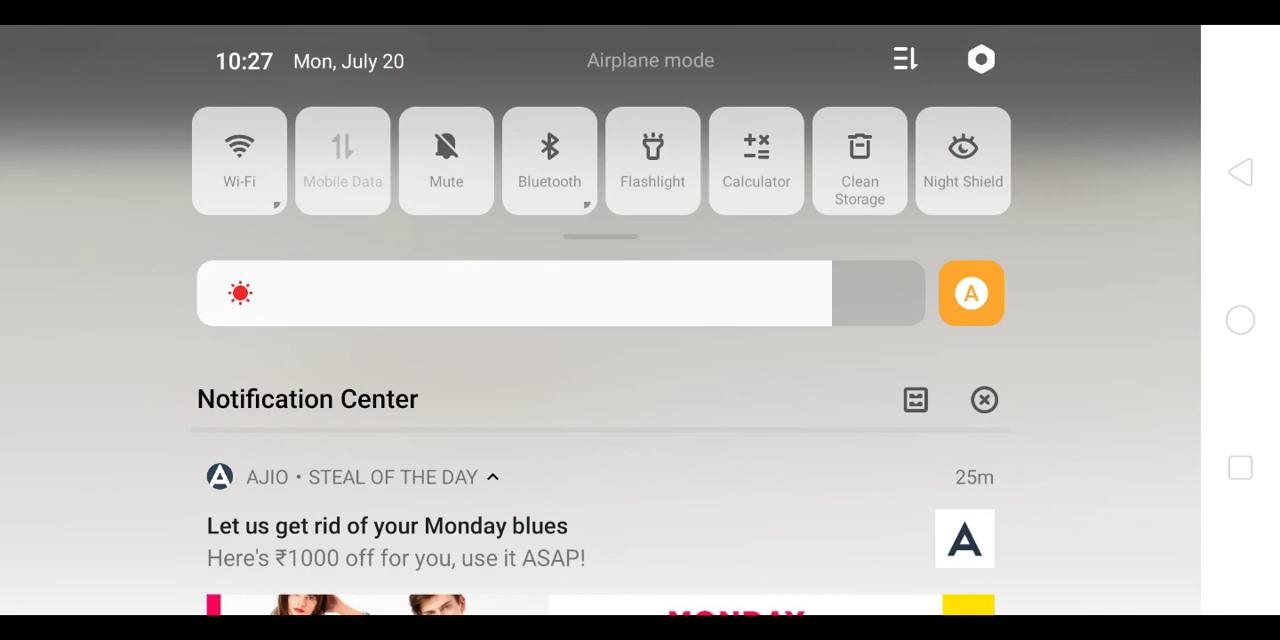 10:27 Mon, July 20 Airplane mode
Wi-Fi Mobile Data Mute Bluetooth Flashlight Calculator Clean Storage Night Shield
A
Notification Center
AJIO • STEAL OF THE DAY 25m
Let us get rid of your Monday blues
Here's ₹1000 off for you, use it ASAP!
A
MONDAY